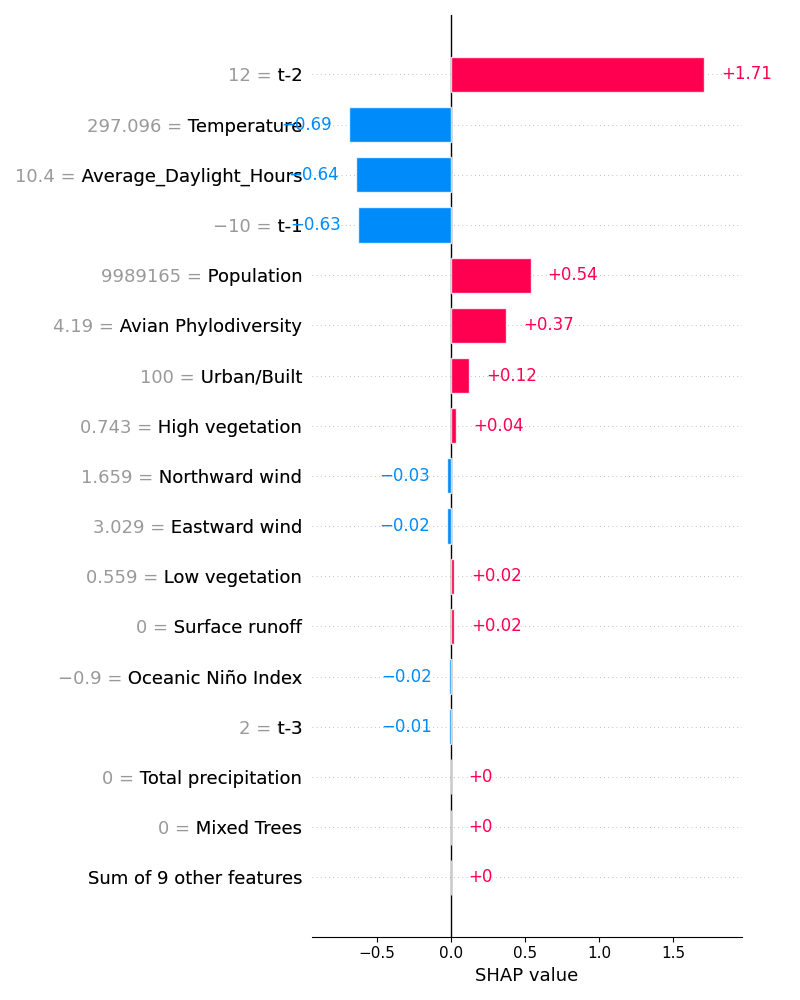 12 = t-2 +1.71
297.096 = Temperature −0.69
10.4 = Average_Daylight_Hours −0.64
−10 = t-1 −0.63
9989165 = Population +0.54
4.19 = Avian Phylodiversity +0.37
100 = Urban/Built +0.12
0.743 = High vegetation +0.04
1.659 = Northward wind −0.03
3.029 = Eastward wind −0.02
0.559 = Low vegetation +0.02
0 = Surface runoff +0.02
−0.9 = Oceanic Niño Index −0.02
2 = t-3 −0.01
0 = Total precipitation +0
0 = Mixed Trees +0
Sum of 9 other features +0
−0.5 0.0 0.5 1.0 1.5
SHAP value